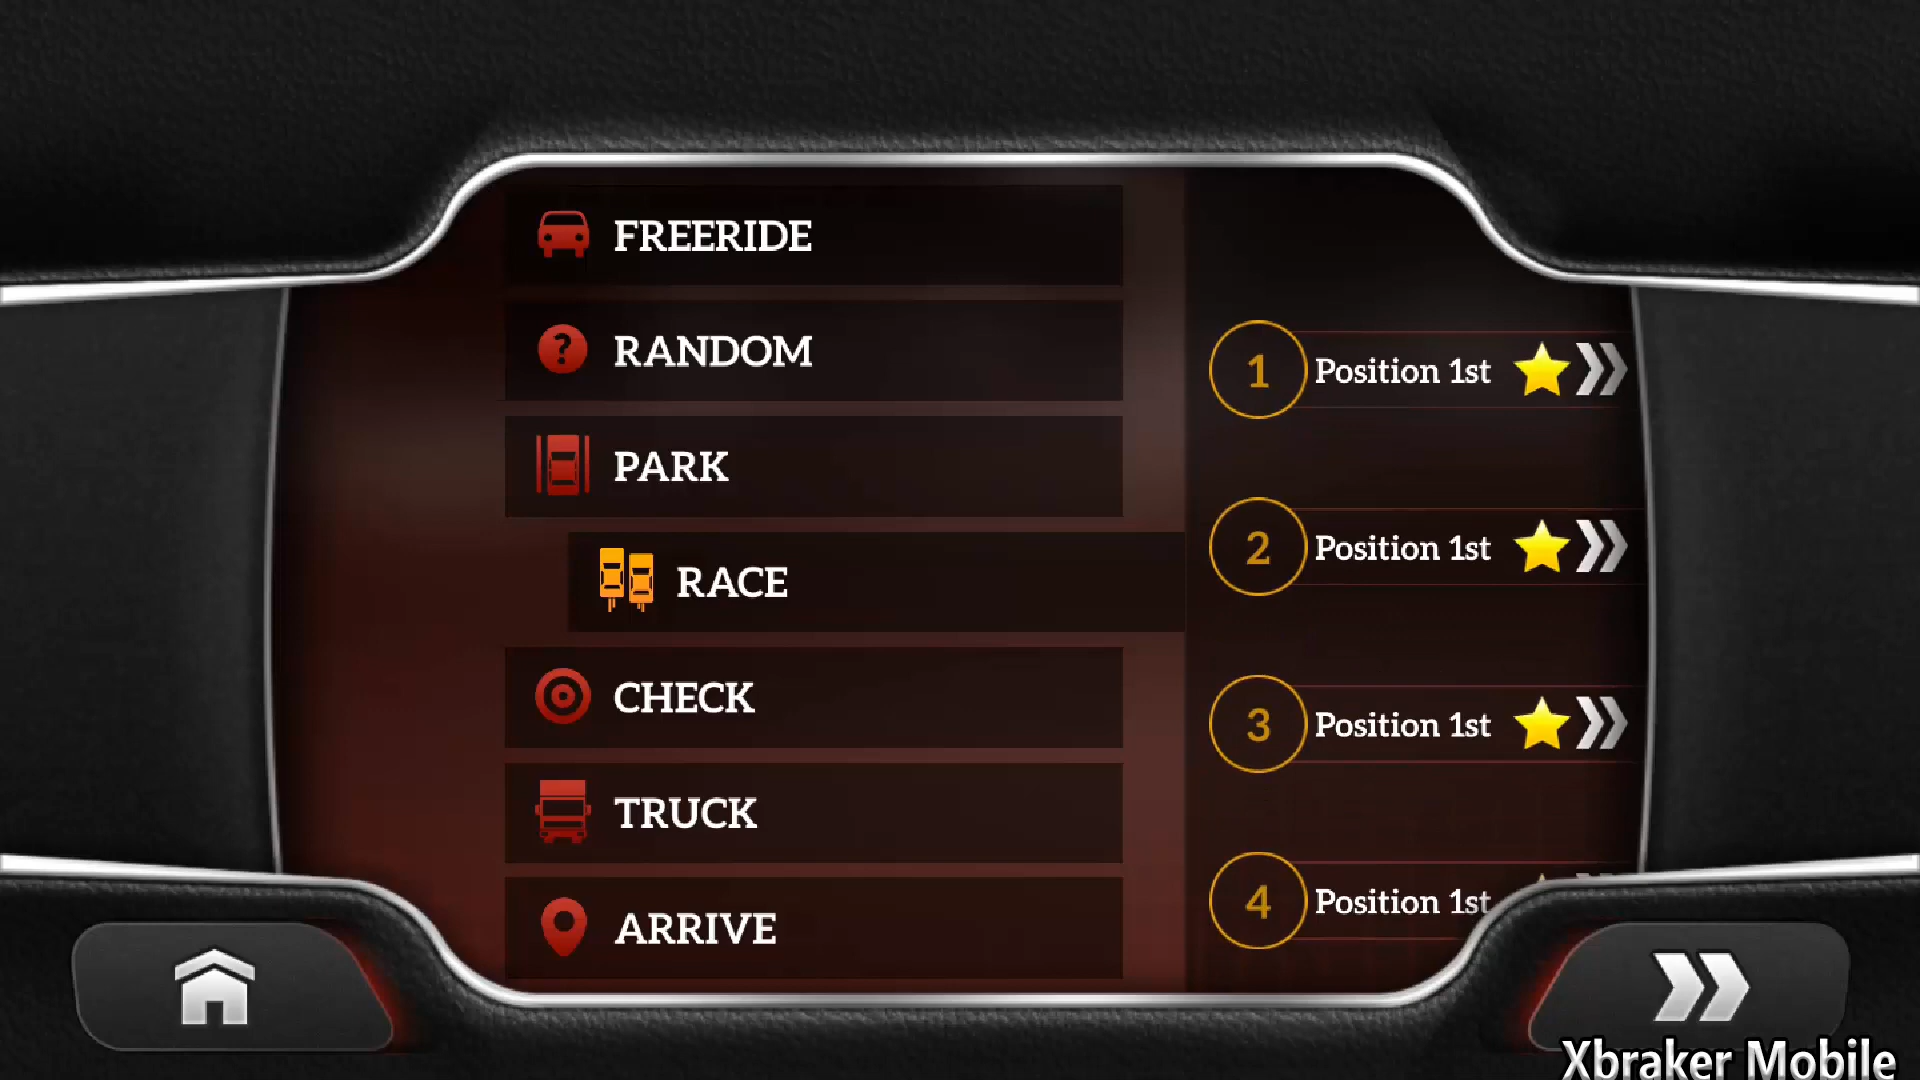 FREERIDE
RANDOM
PARK
RACE
CHECK
TRUCK
ARRIVE
1 Position 1st
2 Position 1st
3 Position 1st
4 Position 1st
Xbraker Mobile